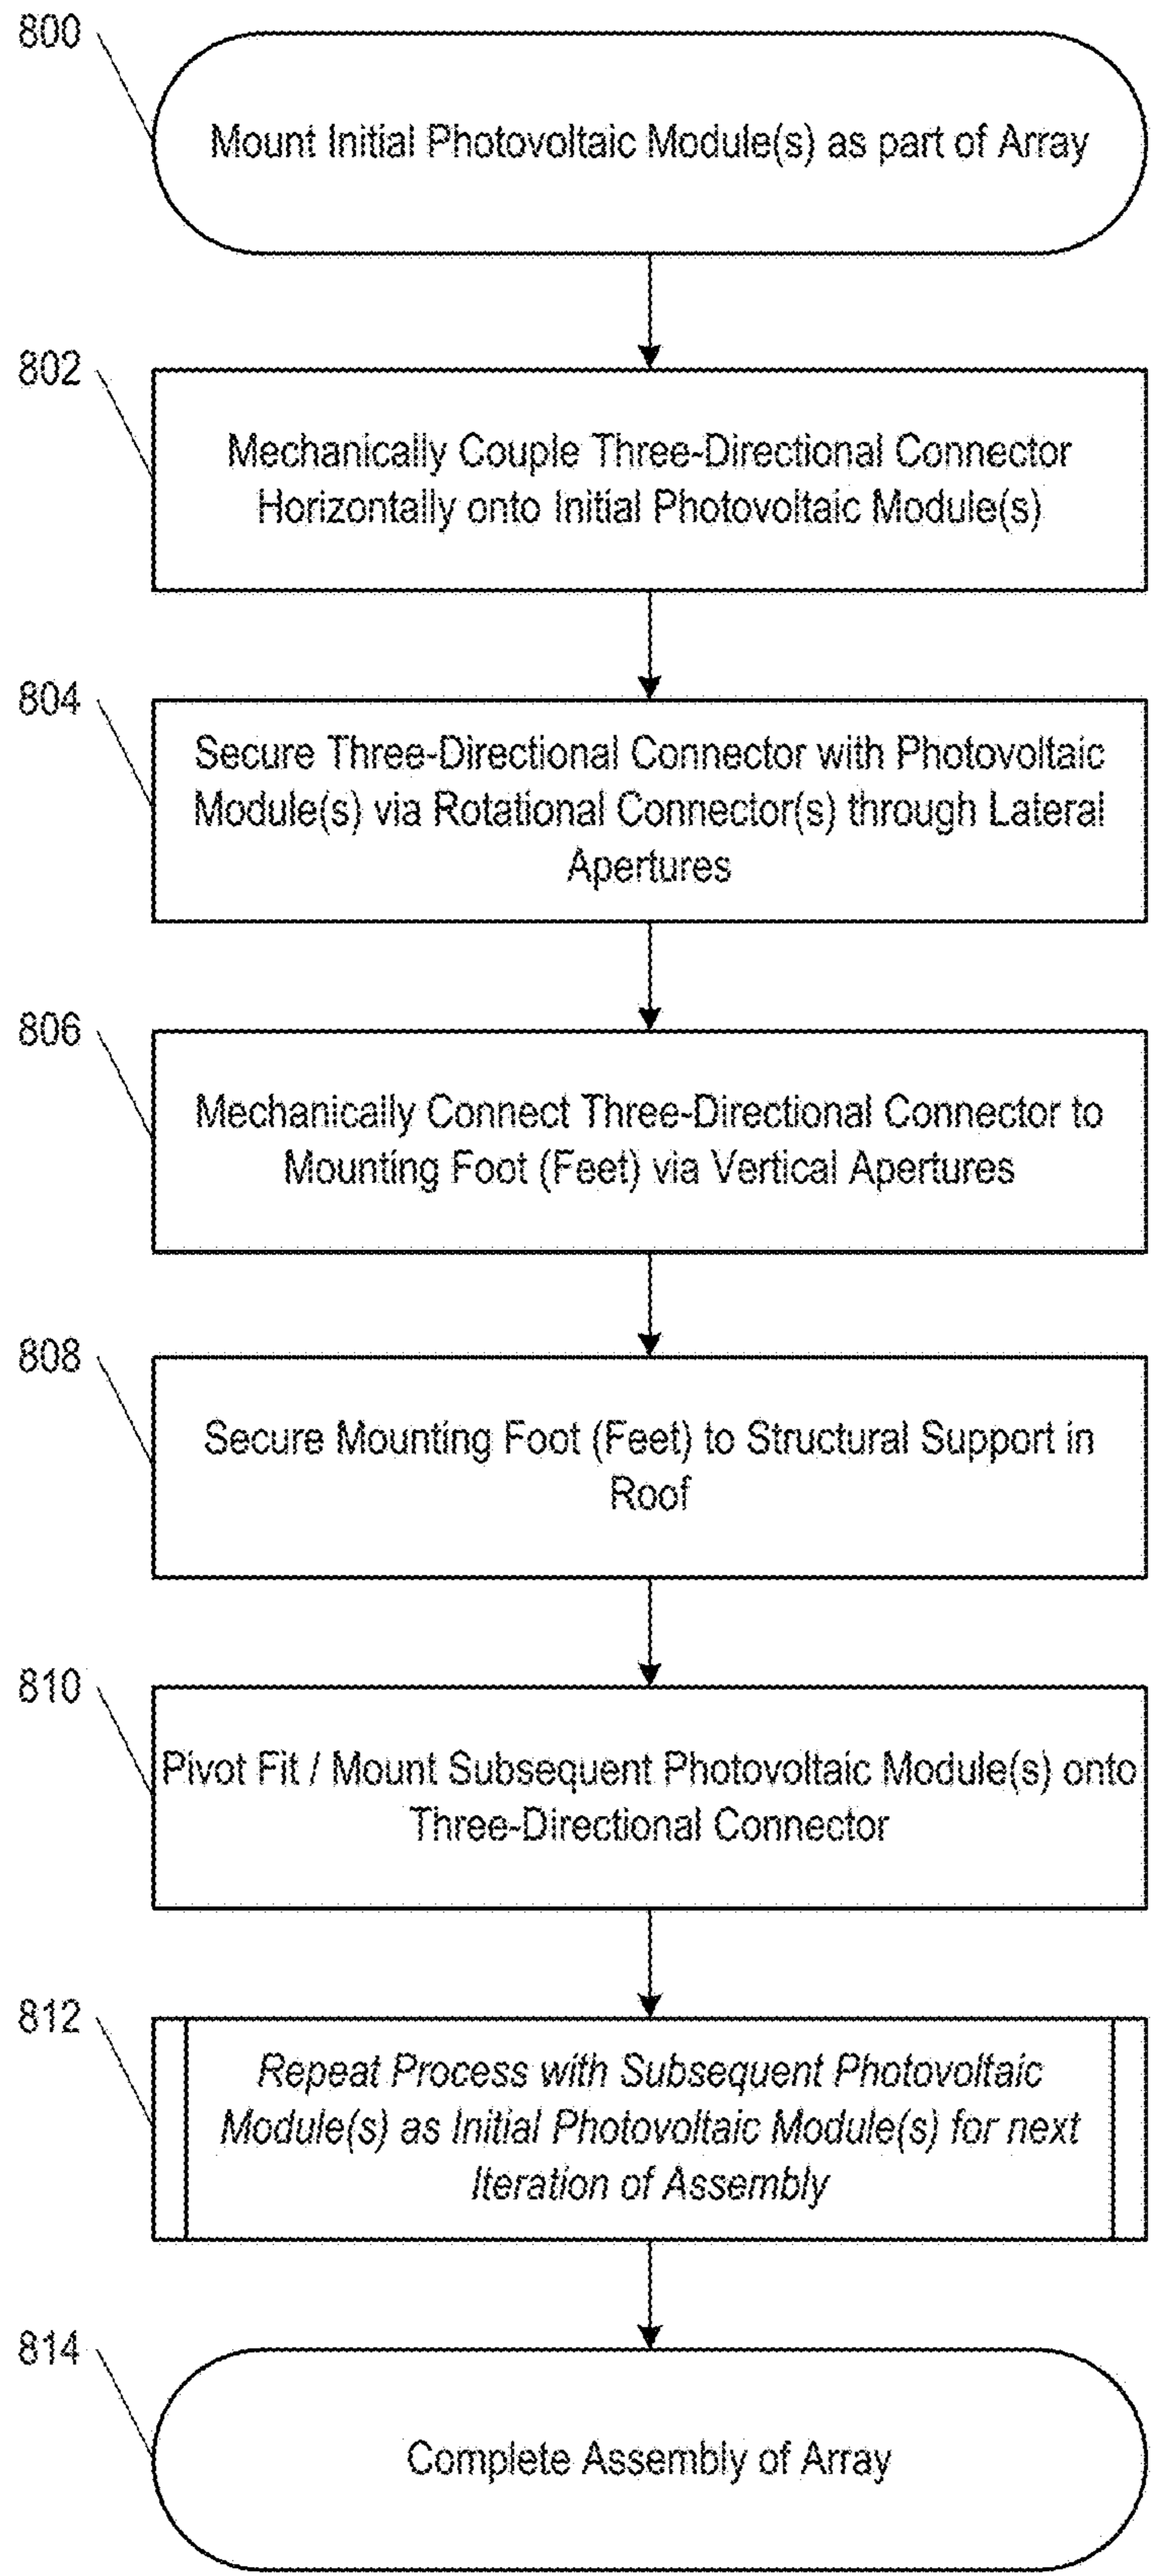 800
Mount Initial Photovoltaic Module(s) as part of Array
802
Mechanically Couple Three-Directional Connector
Horizontally onto Initial Photovoltaic Module(s)
804
Secure Three-Directional Connector with Photovoltaic
Module(s) via Rotational Connector(s) through Lateral
Apertures
806
Mechanically Connect Three-Directional Connector to
Mounting Foot (Feet) via Vertical Apertures
808
Secure Mounting Foot (Feet) to Structural Support in
Roof
810
Pivot Fit / Mount Subsequent Photovoltaic Module(s) onto
Three-Directional Connector
812
Repeat Process with Subsequent Photovoltaic
Module(s) as Initial Photovoltaic Module(s) for next
Iteration of Assembly
814
Complete Assembly of Array